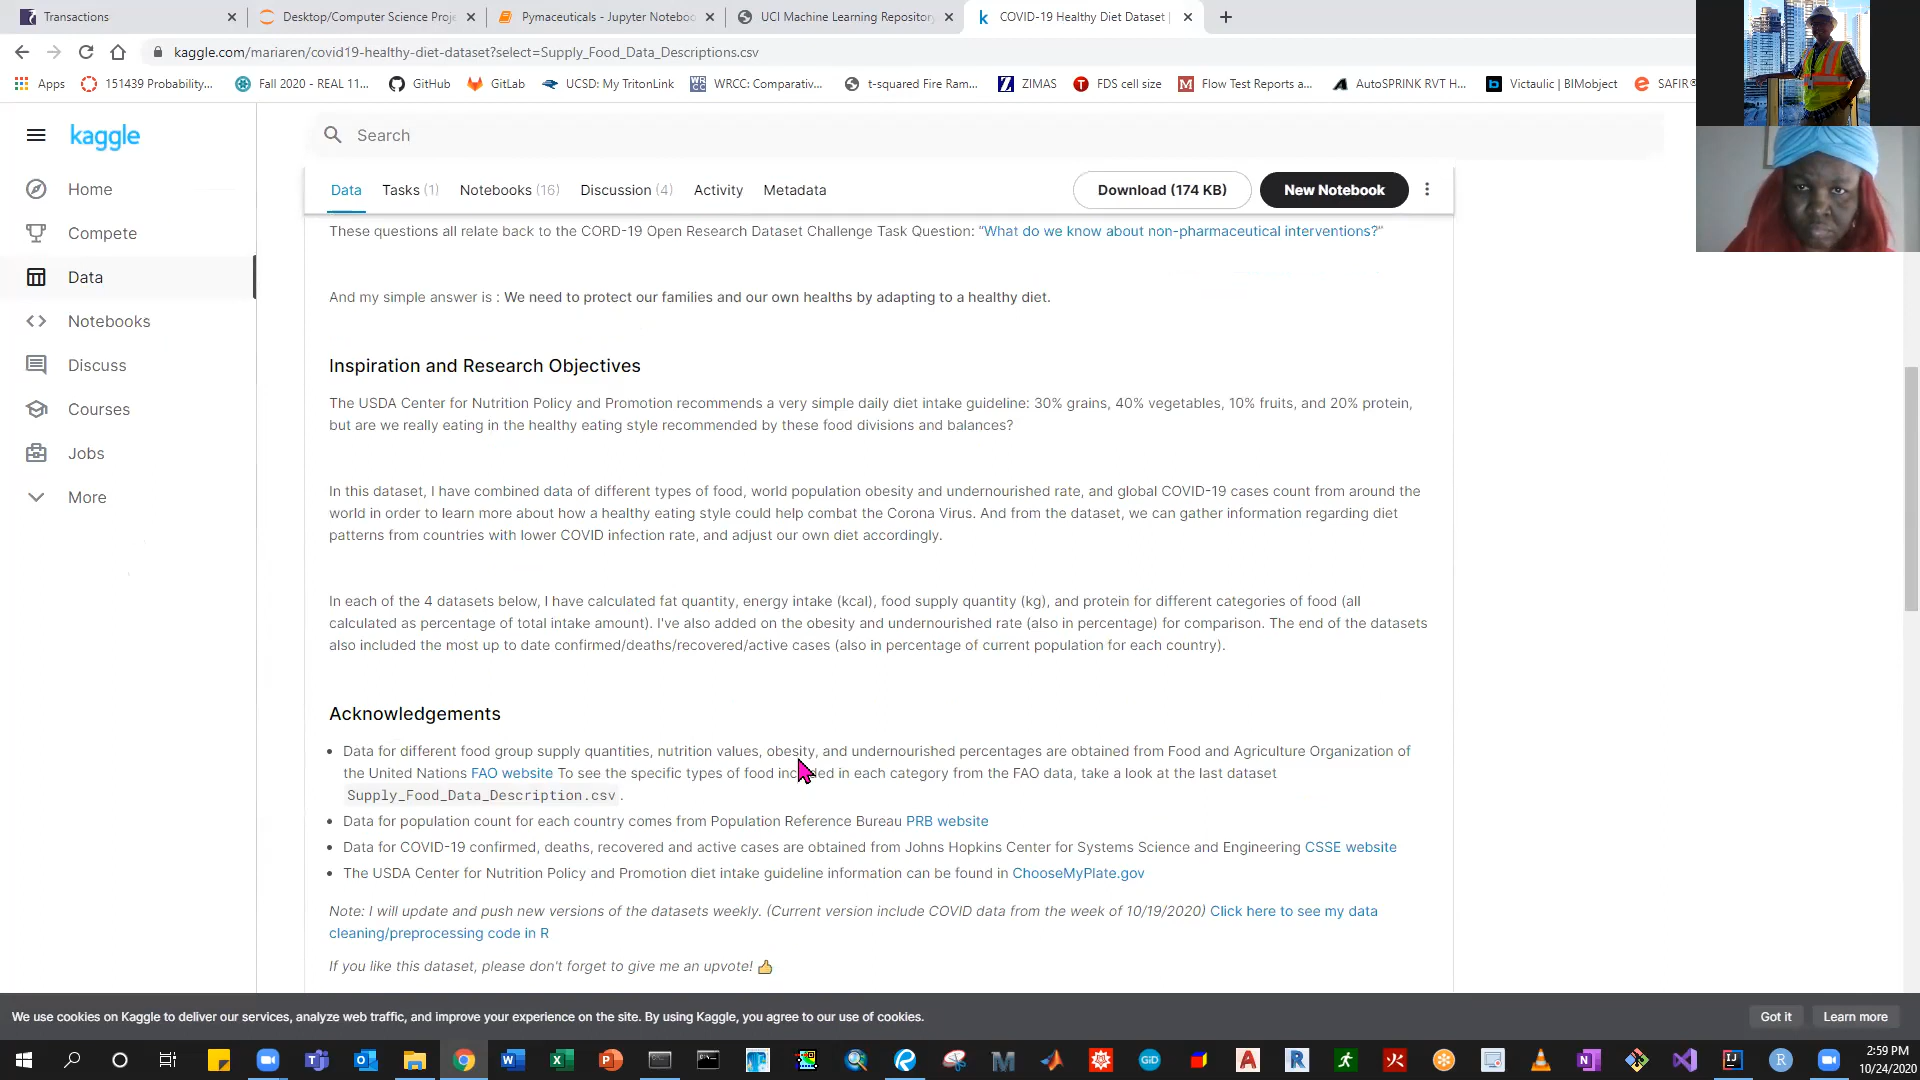 Transactions
Desktop/Computer Science Proje
Pymaceuticals - Jupyter Noteboo
UCI Machine Learning Repository
COVID-19 Healthy Diet Dataset |
kaggle.com/mariaren/covid19-healthy-diet-dataset?select=Supply_Food_Data_Descriptions.csv
Apps
151439 Probability...
Fall 2020 - REAL 11...
GitHub
GitLab
UCSD: My TritonLink
WRCC: Comparativ...
t-squared Fire Ram...
ZIMAS
FDS cell size
Flow Test Reports a...
AutoSPRINK RVT H...
Victaulic | BIMobject
SAFIR®
kaggle
Search
Home
Compete
Data
Notebooks
Discuss
Courses
Jobs
More
Data
Tasks (1)
Notebooks (16)
Discussion (4)
Activity
Metadata
Download (174 KB)
New Notebook
These questions all relate back to the CORD-19 Open Research Dataset Challenge Task Question: "What do we know about non-pharmaceutical interventions?"
And my simple answer is : We need to protect our families and our own healths by adapting to a healthy diet.
Inspiration and Research Objectives
The USDA Center for Nutrition Policy and Promotion recommends a very simple daily diet intake guideline: 30% grains, 40% vegetables, 10% fruits, and 20% protein,
but are we really eating in the healthy eating style recommended by these food divisions and balances?
In this dataset, I have combined data of different types of food, world population obesity and undernourished rate, and global COVID-19 cases count from around the
world in order to learn more about how a healthy eating style could help combat the Corona Virus. And from the dataset, we can gather information regarding diet
patterns from countries with lower COVID infection rate, and adjust our own diet accordingly.
In each of the 4 datasets below, I have calculated fat quantity, energy intake (kcal), food supply quantity (kg), and protein for different categories of food (all
calculated as percentage of total intake amount). I've also added on the obesity and undernourished rate (also in percentage) for comparison. The end of the datasets
also included the most up to date confirmed/deaths/recovered/active cases (also in percentage of current population for each country).
Acknowledgements
• Data for different food group supply quantities, nutrition values, obesity, and undernourished percentages are obtained from Food and Agriculture Organization of
the United Nations FAO website To see the specific types of food included in each category from the FAO data, take a look at the last dataset
Supply_Food_Data_Description.csv .
• Data for population count for each country comes from Population Reference Bureau PRB website
• Data for COVID-19 confirmed, deaths, recovered and active cases are obtained from Johns Hopkins Center for Systems Science and Engineering CSSE website
• The USDA Center for Nutrition Policy and Promotion diet intake guideline information can be found in ChooseMyPlate.gov
Note: I will update and push new versions of the datasets weekly. (Current version include COVID data from the week of 10/19/2020) Click here to see my data
cleaning/preprocessing code in R
If you like this dataset, please don't forget to give me an upvote! 👍
We use cookies on Kaggle to deliver our services, analyze web traffic, and improve your experience on the site. By using Kaggle, you agree to our use of cookies.
Got it
Learn more
2:59 PM
10/24/2020